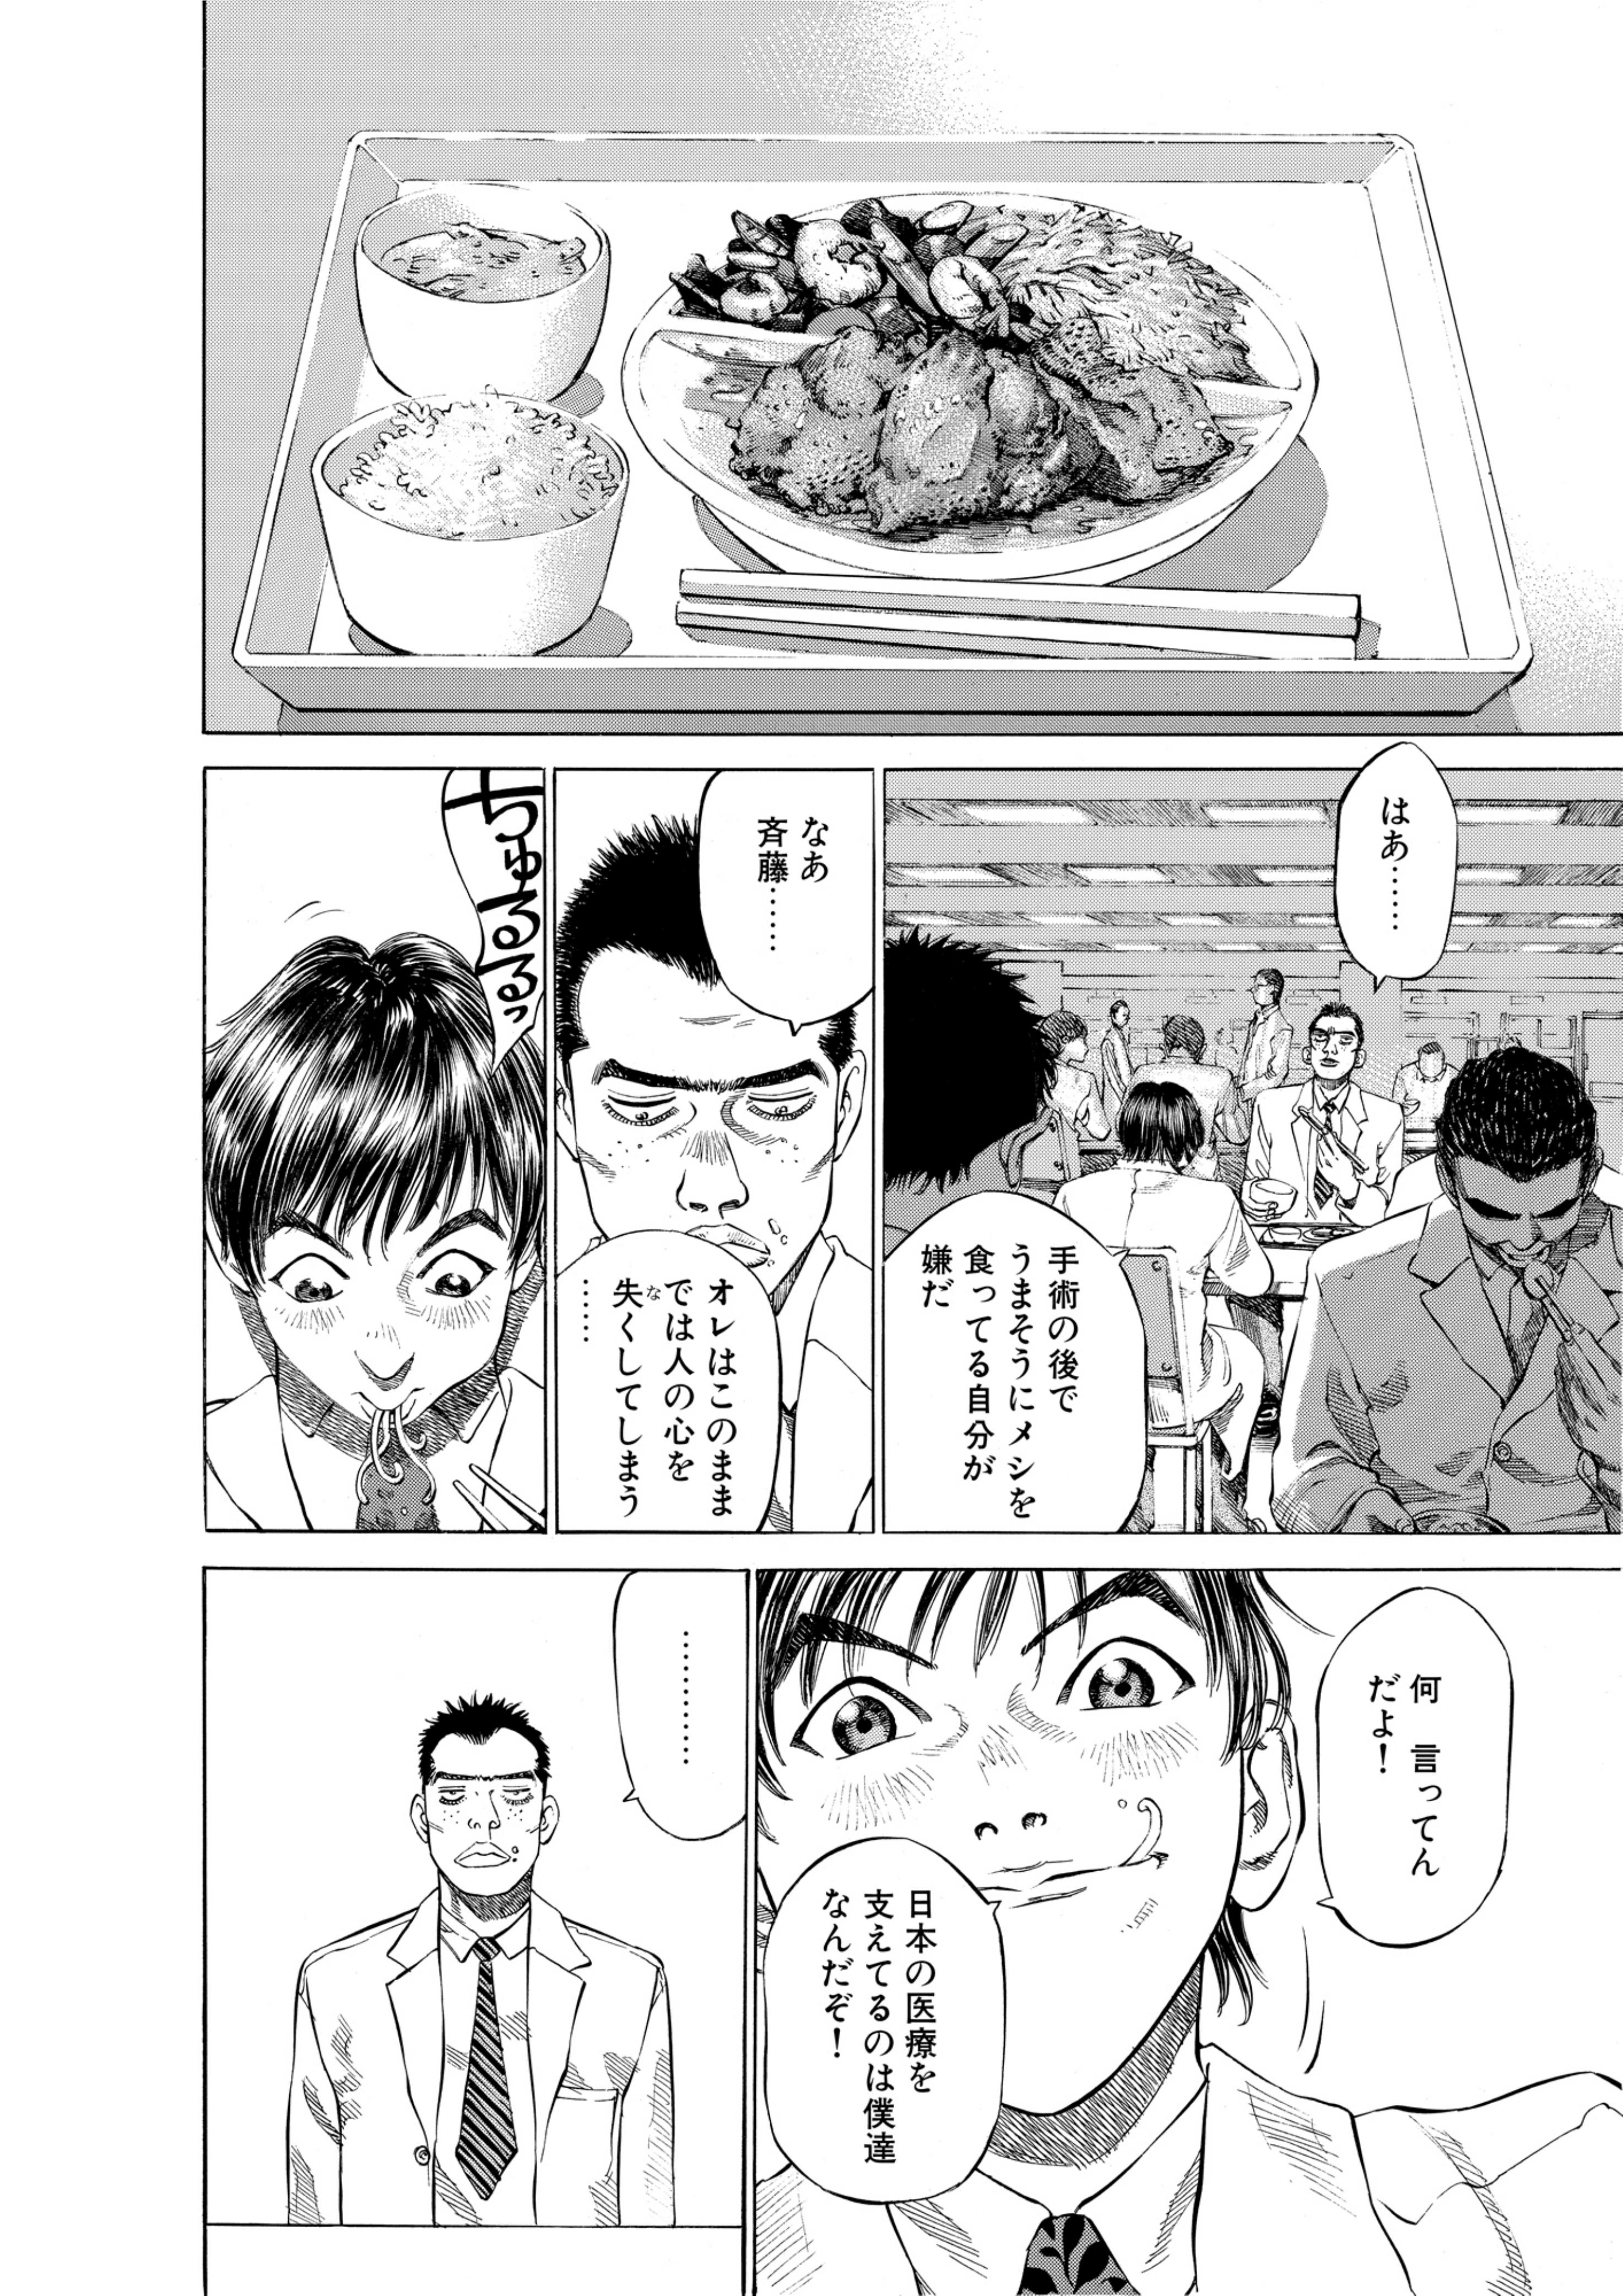 はあ……
手術の後で
うまそうにメシを
食ってる自分が
嫌だ
なあ
斉藤……
オレはこのまま
では人の心を
失くしてしまう
……
ちゅるるっ
何 言ってん
だよ!
日本の医療を
支えてるのは僕達
なんだぞ!
…………